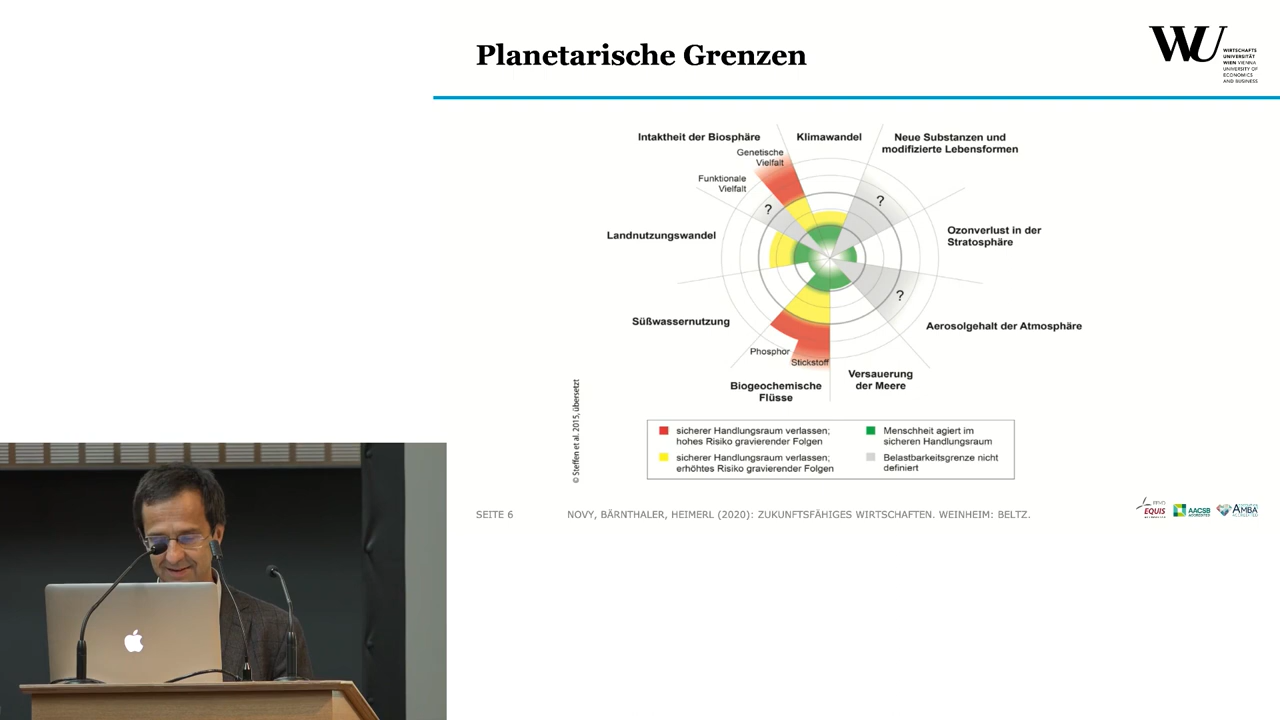 Planetarische Grenzen
WU
WIRTSCHAFTS
UNIVERSITÄT
WIEN VIENNA
UNIVERSITY OF
ECONOMICS
AND BUSINESS
Intaktheit der Biosphäre
Klimawandel
Neue Substanzen und
modifizierte Lebensformen
Genetische
Vielfalt
Funktionale
Vielfalt
?
?
Landnutzungswandel
Ozonverlust in der
Stratosphäre
?
Süßwassernutzung
Aerosolgehalt der Atmosphäre
Phosphor
Stickstoff
Biogeochemische
Flüsse
Versauerung
der Meere
© Steffen et al. 2015, übersetzt
sicherer Handlungsraum verlassen;
hohes Risiko gravierender Folgen
Menschheit agiert im
sicheren Handlungsraum
sicherer Handlungsraum verlassen;
erhöhtes Risiko gravierender Folgen
Belastbarkeitsgrenze nicht
definiert
SEITE 6
NOVY, BÄRNTHALER, HEIMERL (2020): ZUKUNFTSFÄHIGES WIRTSCHAFTEN. WEINHEIM: BELTZ.
EQUIS
AACSB
AMBA